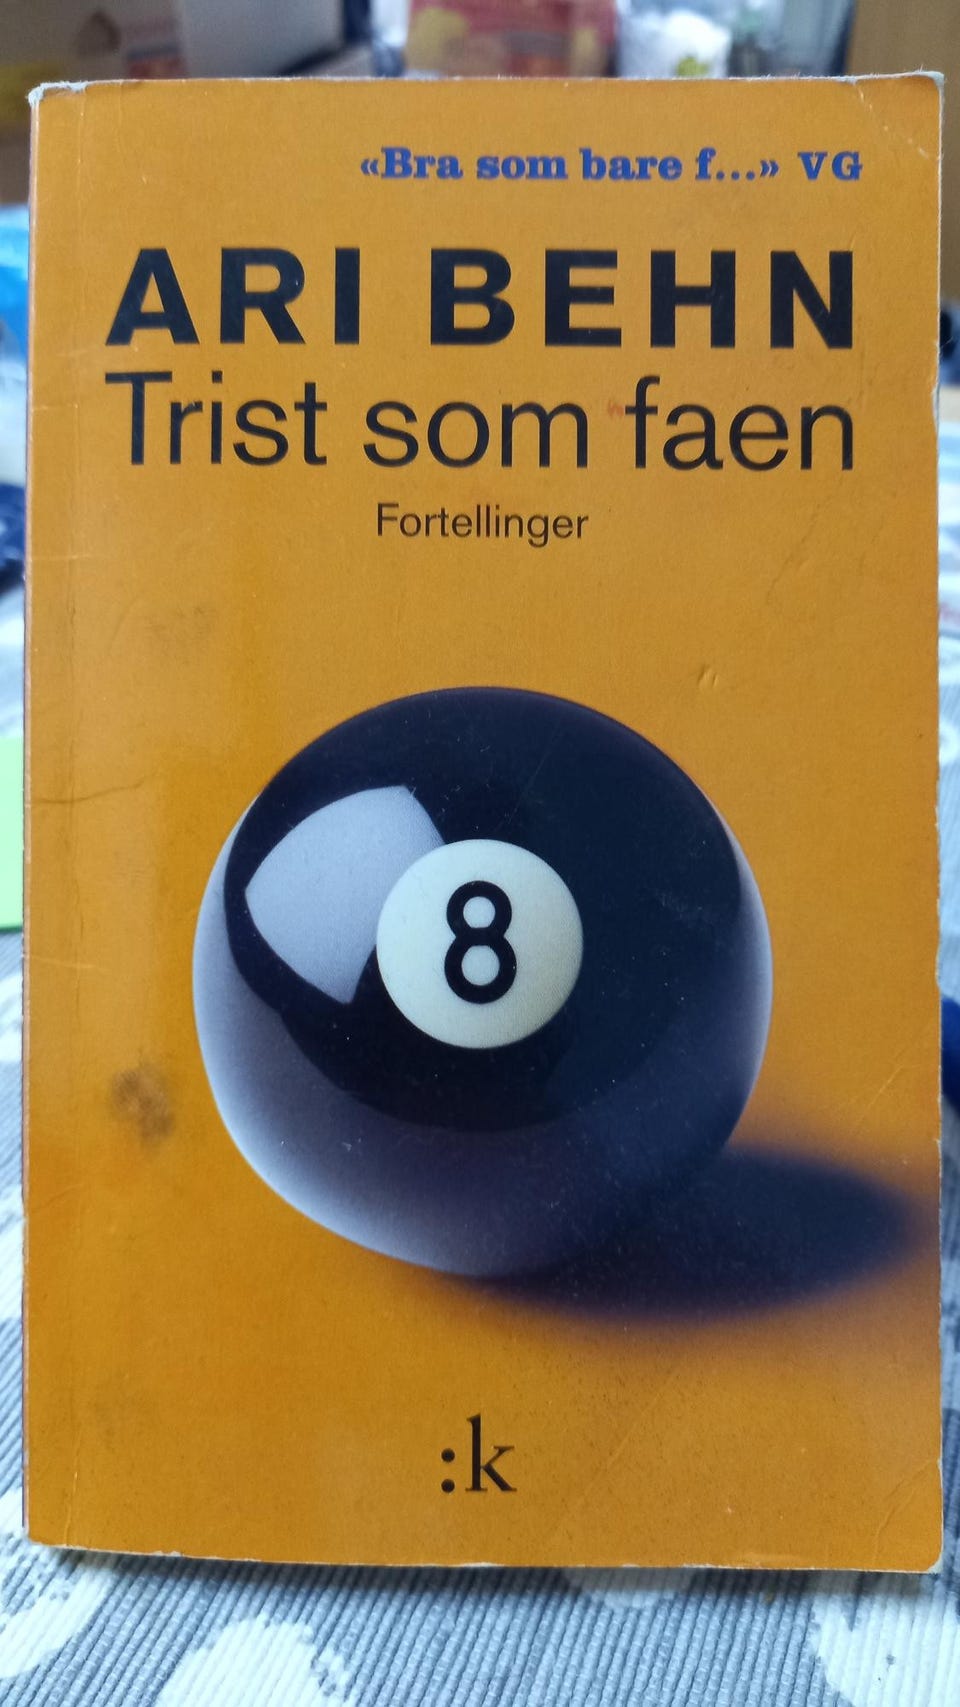 «Bra som bare f...» VG
ARI BEHN
Trist som faen
Fortellinger
8
:k